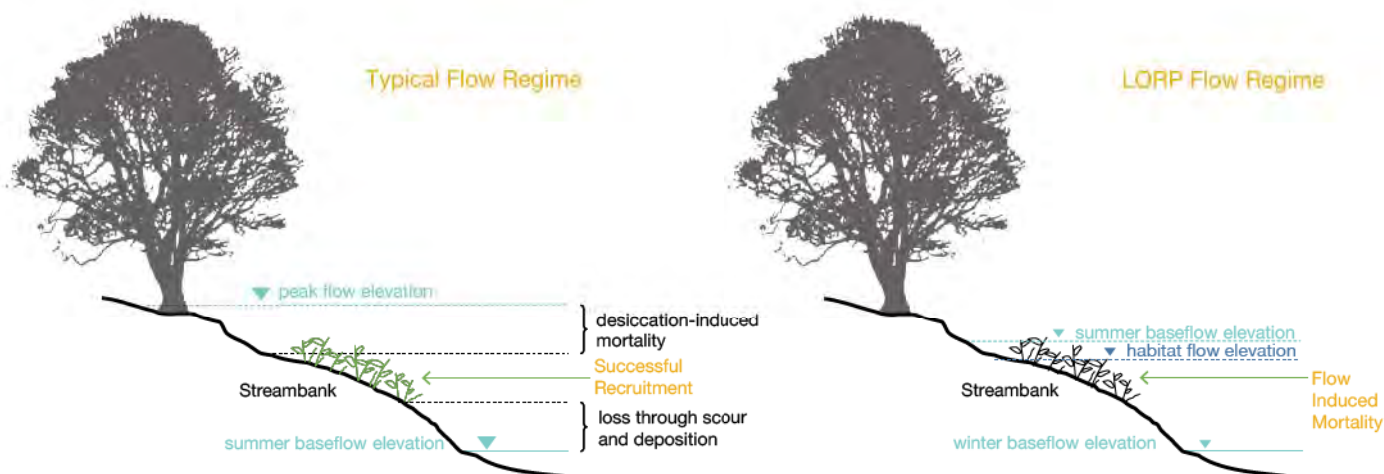 Typical Flow Regime
peak flow elevation
desiccation-induced
mortality
Successful
Recruitment
Streambank
loss through scour
and deposition
summer baseflow elevation
LORP Flow Regime
summer baseflow elevation
habitat flow elevation
Streambank
Flow
Induced
Mortality
winter baseflow elevation